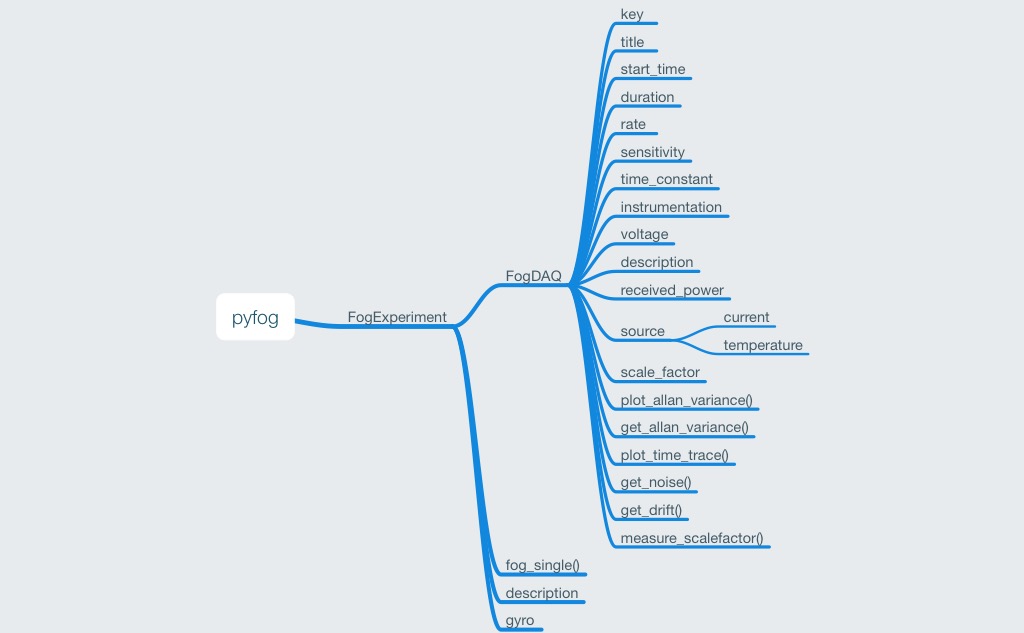 pyfog
FogExperiment
FogDAQ
key
title
start_time
duration
rate
sensitivity
time_constant
instrumentation
voltage
description
received_power
source
current
temperature
scale_factor
plot_allan_variance()
get_allan_variance()
plot_time_trace()
get_noise()
get_drift()
measure_scalefactor()
fog_single()
description
gyro